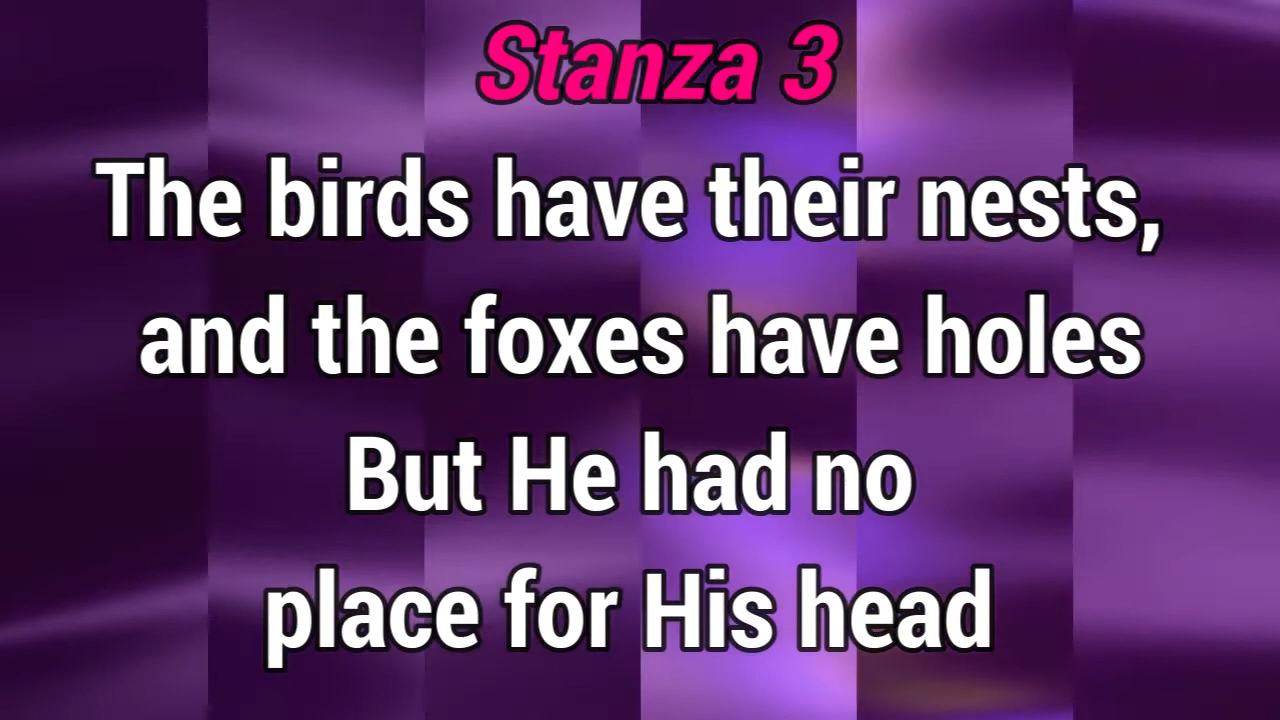 Stanza 3
The birds have their nests,
and the foxes have holes
But He had no
place for His head